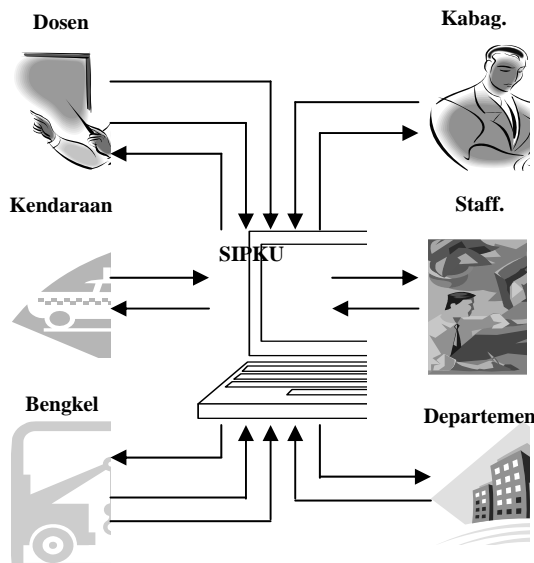 Dosen
Kabag.
Kendaraan
Staff.
SIPKU
Bengkel
Departemen